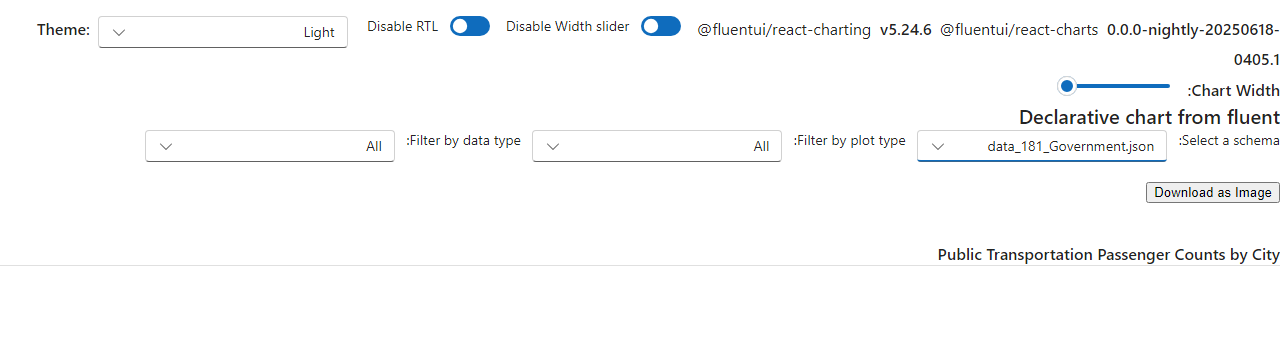 Theme: Light Disable RTL Disable Width slider @fluentui/react-charting v5.24.6 @fluentui/react-charts 0.0.0-nightly-20250618-
0405.1
:Chart Width
Declarative chart from fluent
:Select a schema data_181_Government.json :Filter by plot type All :Filter by data type All
Download as Image
Public Transportation Passenger Counts by City